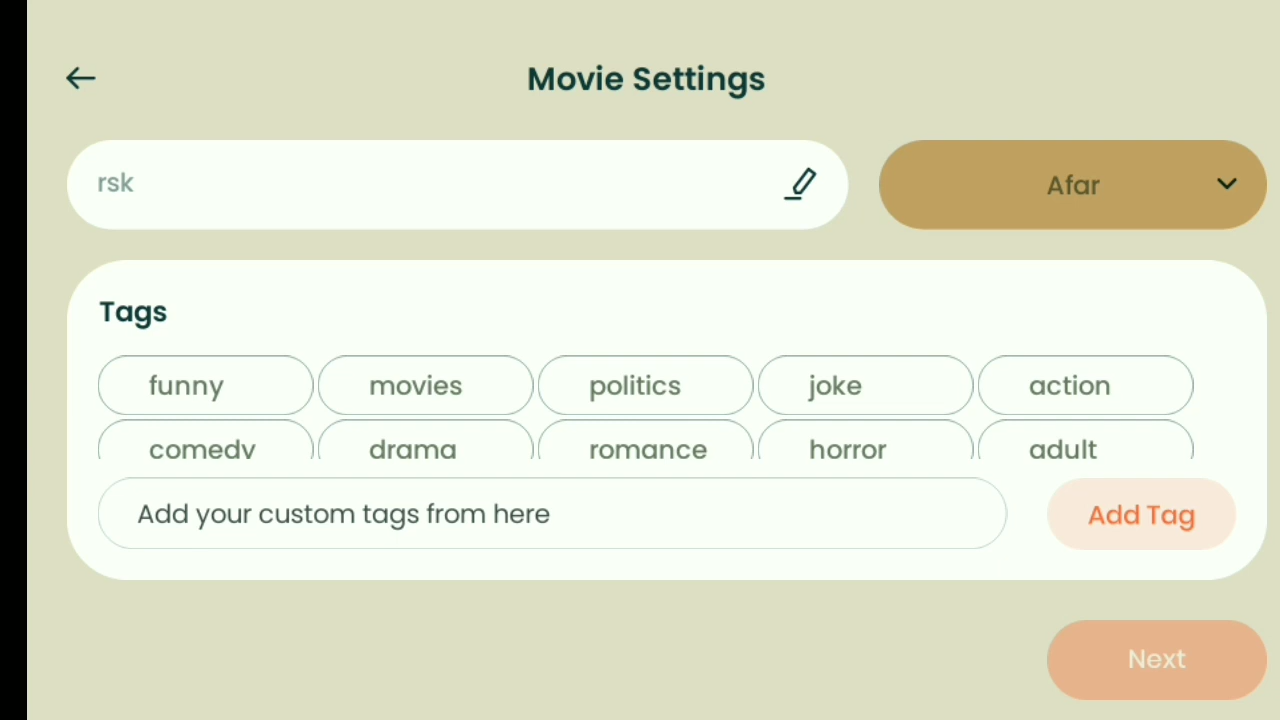 Movie Settings
rsk
Afar
Tags
funny movies politics joke action
comedy drama romance horror adult
Add your custom tags from here
Add Tag
Next